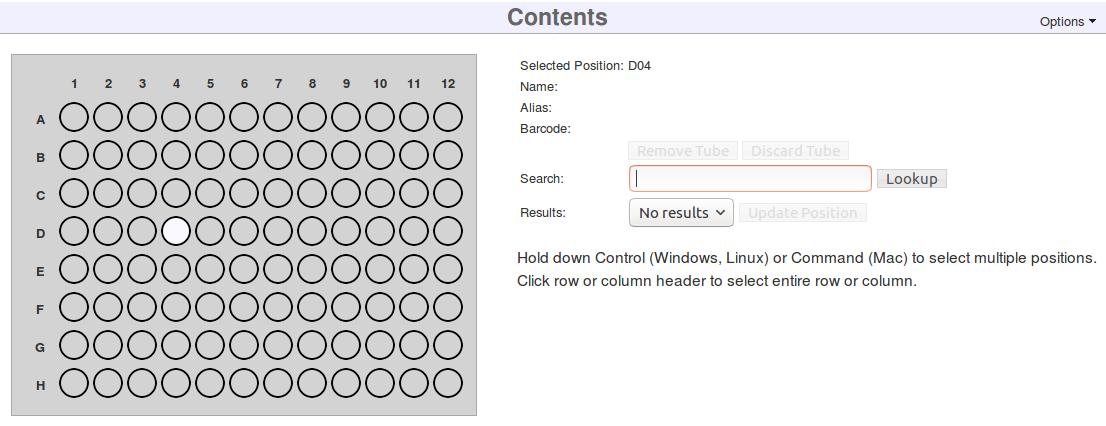 Contents
Options
1 2 3 4 5 6 7 8 9 10 11 12
A
B
C
D
E
F
G
H
Selected Position: D04
Name:
Alias:
Barcode:
Remove Tube Discard Tube
Search: Lookup
Results: No results Update Position
Hold down Control (Windows, Linux) or Command (Mac) to select multiple positions.
Click row or column header to select entire row or column.